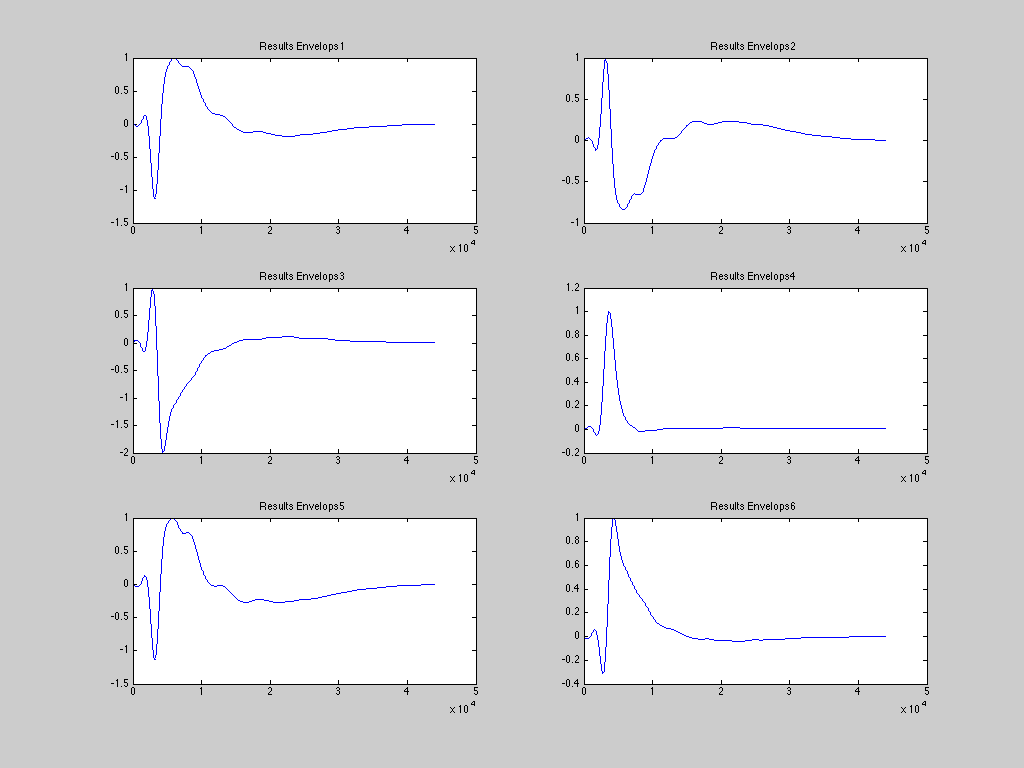 Results Envelops1
1
0.5
0
-0.5
-1
-1.5
0 1 2 3 4 5
x 10^4
Results Envelops2
1
0.5
0
-0.5
-1
0 1 2 3 4 5
x 10^4
Results Envelops3
1
0.5
0
-0.5
-1
-1.5
-2
0 1 2 3 4 5
x 10^4
Results Envelops4
1.2
1
0.8
0.6
0.4
0.2
0
-0.2
0 1 2 3 4 5
x 10^4
Results Envelops5
1
0.5
0
-0.5
-1
-1.5
0 1 2 3 4 5
x 10^4
Results Envelops6
1
0.8
0.6
0.4
0.2
0
-0.2
-0.4
0 1 2 3 4 5
x 10^4